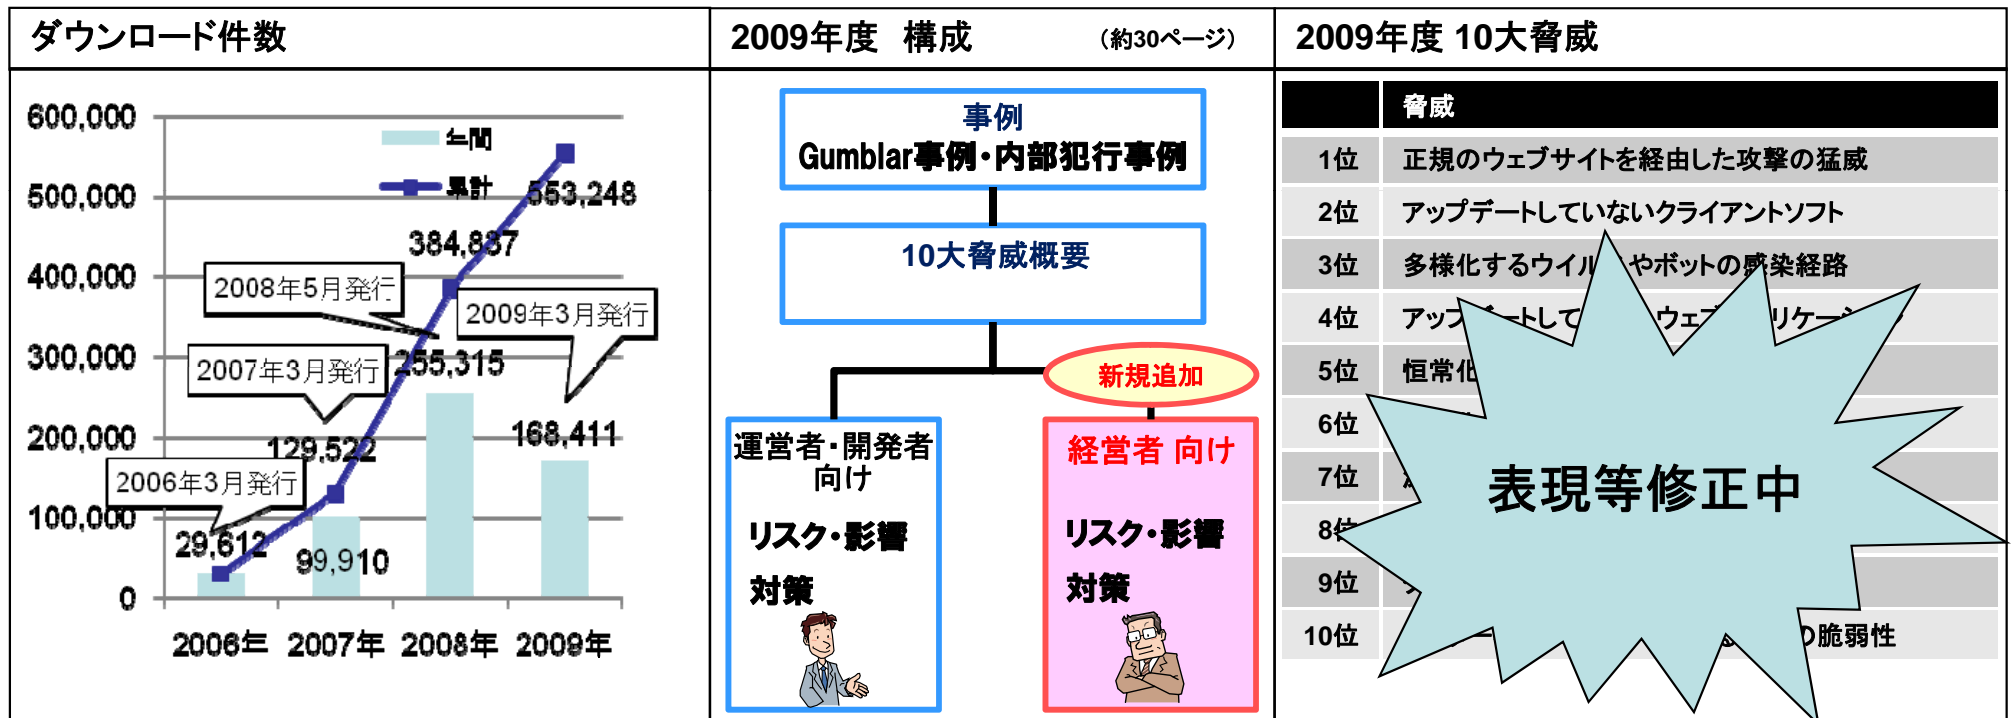 ダウンロード件数
600,000
500,000
400,000
300,000
200,000
100,000
0
年間
累計
553,248
384,837
255,315
168,411
129,522
99,910
29,612
2008年5月発行
2009年3月発行
2007年3月発行
2006年3月発行
2006年 2007年 2008年 2009年
2009年度 構成 (約30ページ)
事例
Gumblar事例・内部犯行事例
10大脅威概要
新規追加
運営者・開発者
向け
リスク・影響
対策
経営者 向け
リスク・影響
対策
2009年度 10大脅威
脅威
1位 正規のウェブサイトを経由した攻撃の猛威
2位 アップデートしていないクライアントソフト
3位 多様化するウイル やボットの感染経路
4位 アップ ートして ウェブ リケーション
5位 恒常化
6位
7位
8位
9位
10位 の脆弱性
表現等修正中